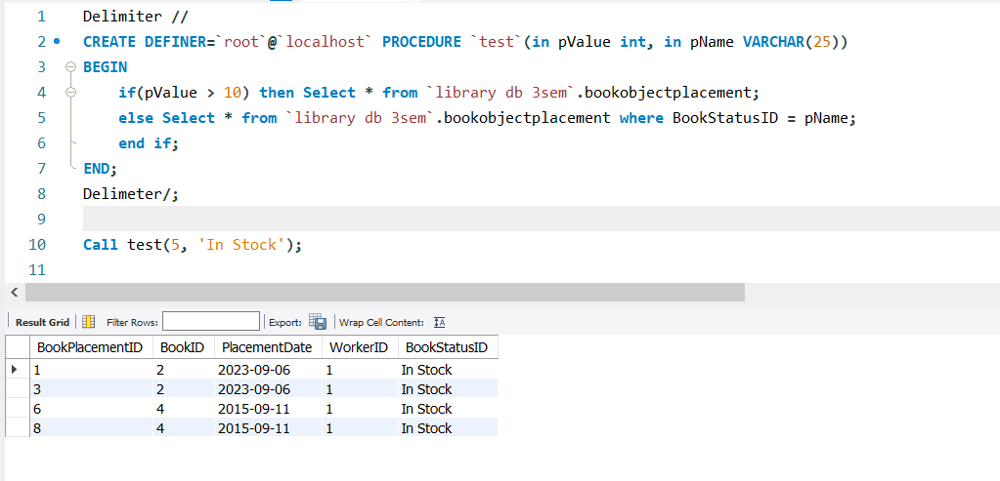 1 Delimiter //
2 CREATE DEFINER=`root`@`localhost` PROCEDURE `test`(in pValue int, in pName VARCHAR(25))
3 BEGIN
4 if(pValue > 10) then Select * from `library db 3sem`.bookobjectplacement;
5 else Select * from `library db 3sem`.bookobjectplacement where BookStatusID = pName;
6 end if;
7 END;
8 Delimeter/;
9
10 Call test(5, 'In Stock');
11
Result Grid Filter Rows: Export: Wrap Cell Content: IA
BookPlacementID BookID PlacementDate WorkerID BookStatusID
1 2 2023-09-06 1 In Stock
3 2 2023-09-06 1 In Stock
6 4 2015-09-11 1 In Stock
8 4 2015-09-11 1 In Stock